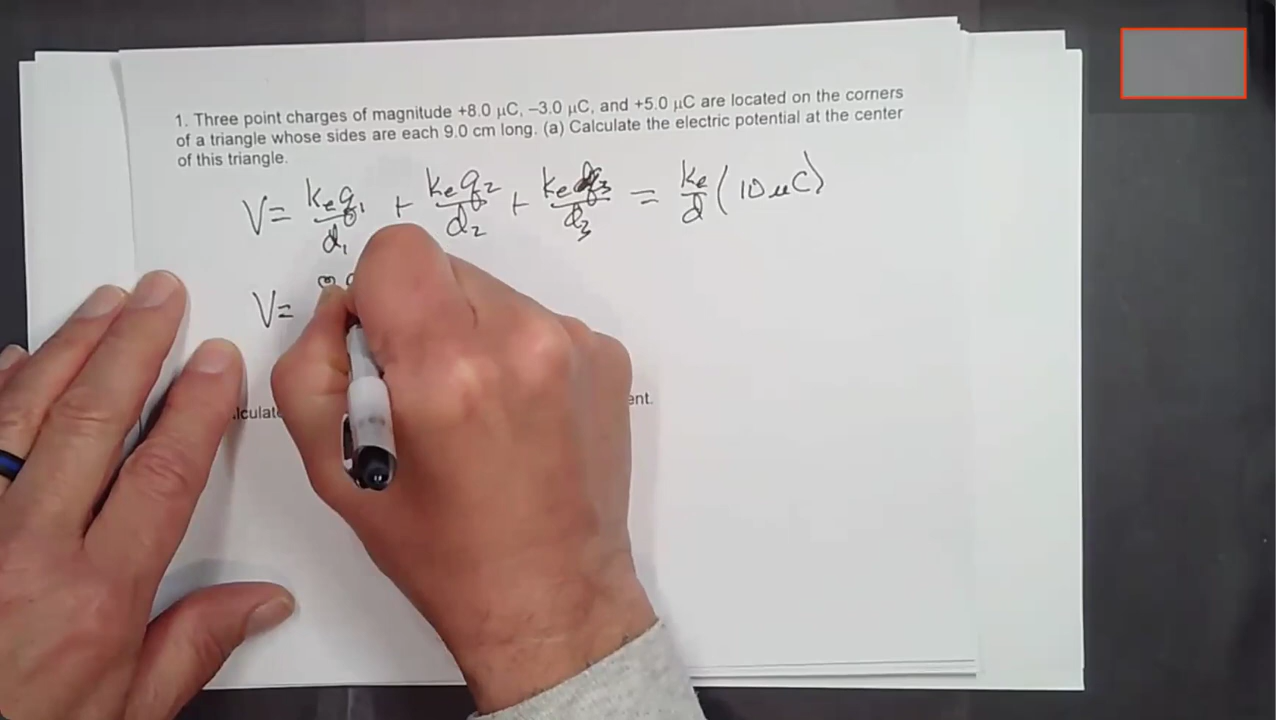 1. Three point charges of magnitude +8.0 μC, –3.0 μC, and +5.0 μC are located on the corners
of a triangle whose sides are each 9.0 cm long. (a) Calculate the electric potential at the center
of this triangle.
V = keq1/d1 + keq2/d2 + keq3/d3 = ke/d (10 μC)
V =